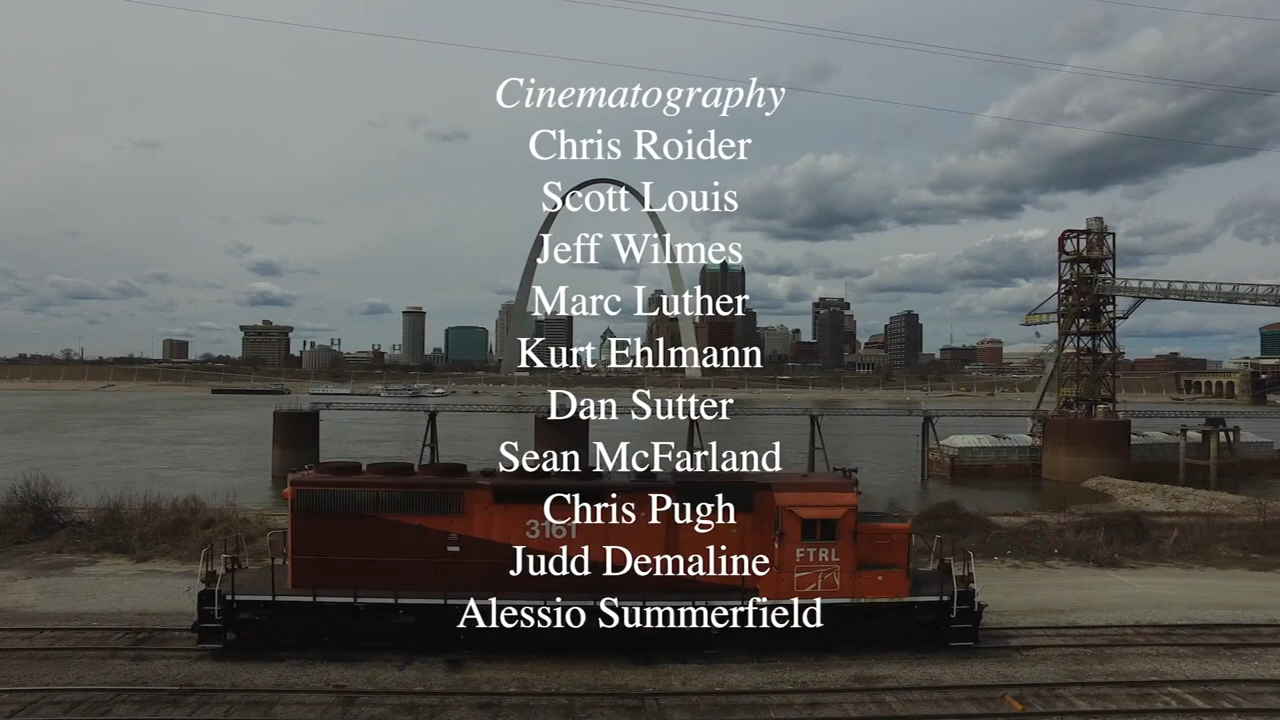 Cinematography
Chris Roider
Scott Louis
Jeff Wilmes
Marc Luther
Kurt Ehlmann
Dan Sutter
Sean McFarland
Chris Pugh
3161
FTRL
Judd Demaline
Alessio Summerfield